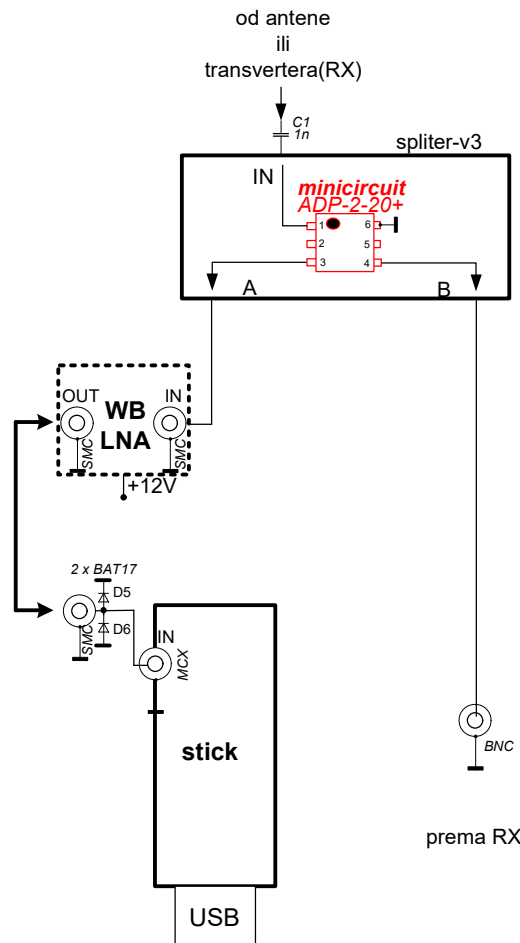 od antene
ili
transvertera(RX)
C1
1n
spliter-v3
IN
minicircuit
ADP-2-20+
1
6
2
5
3
4
A
B
OUT
IN
WB
LNA
SMC
SMC
+12V
2 x BAT17
D5
D6
SMC
IN
MCX
stick
BNC
prema RX
USB